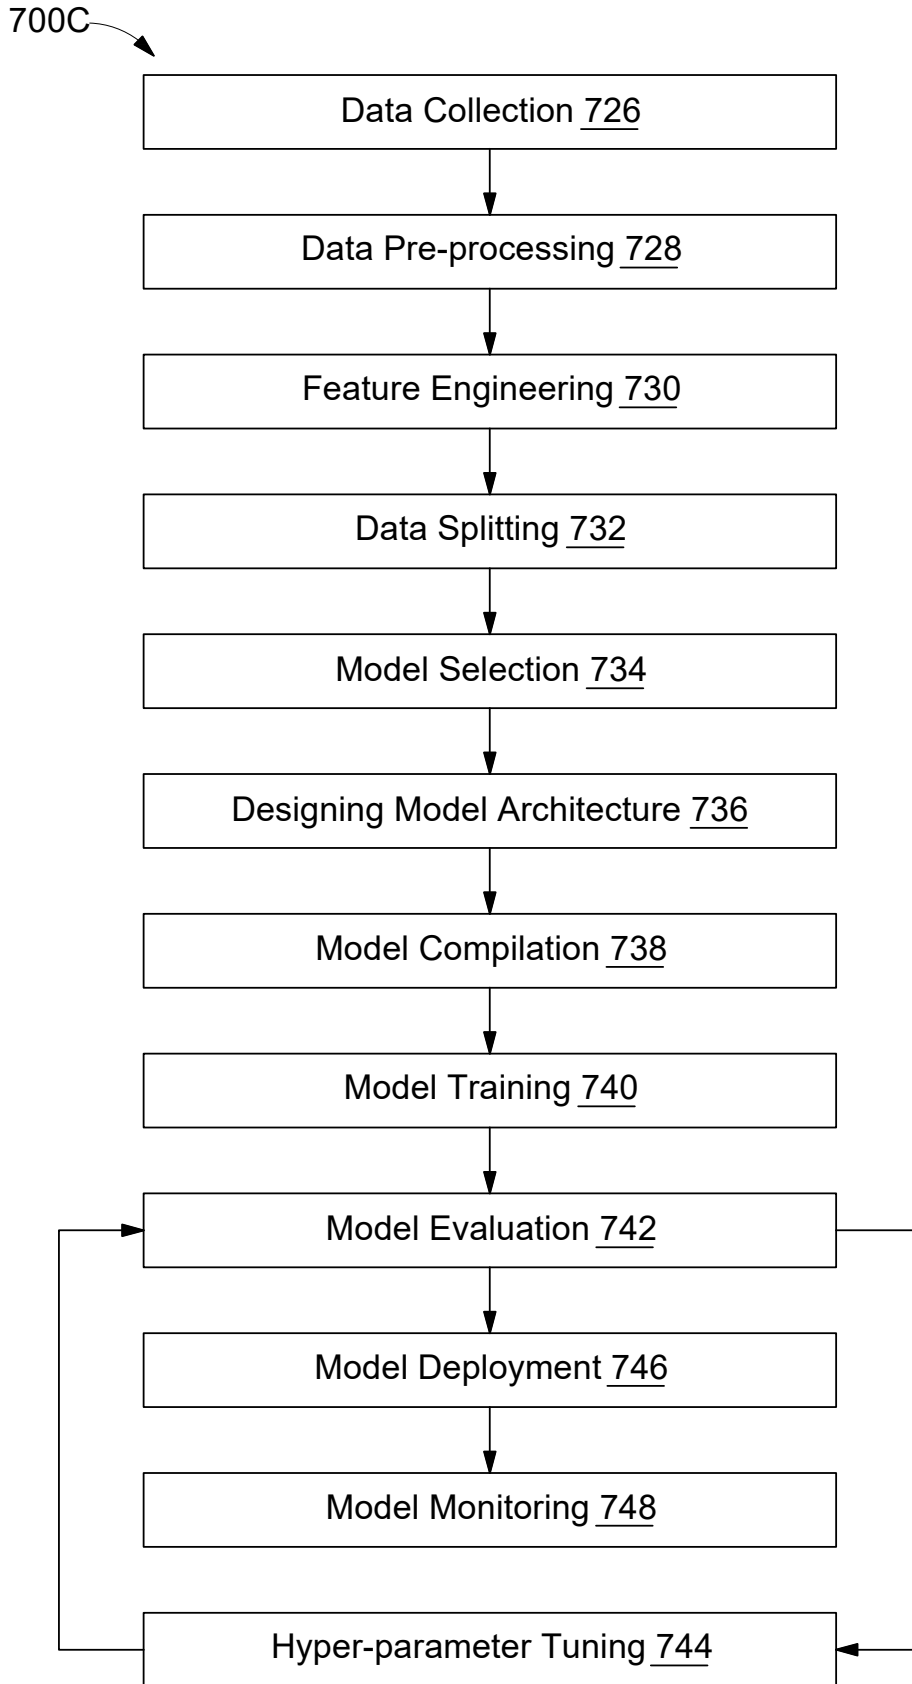 700C
Data Collection 726
Data Pre-processing 728
Feature Engineering 730
Data Splitting 732
Model Selection 734
Designing Model Architecture 736
Model Compilation 738
Model Training 740
Model Evaluation 742
Model Deployment 746
Model Monitoring 748
Hyper-parameter Tuning 744